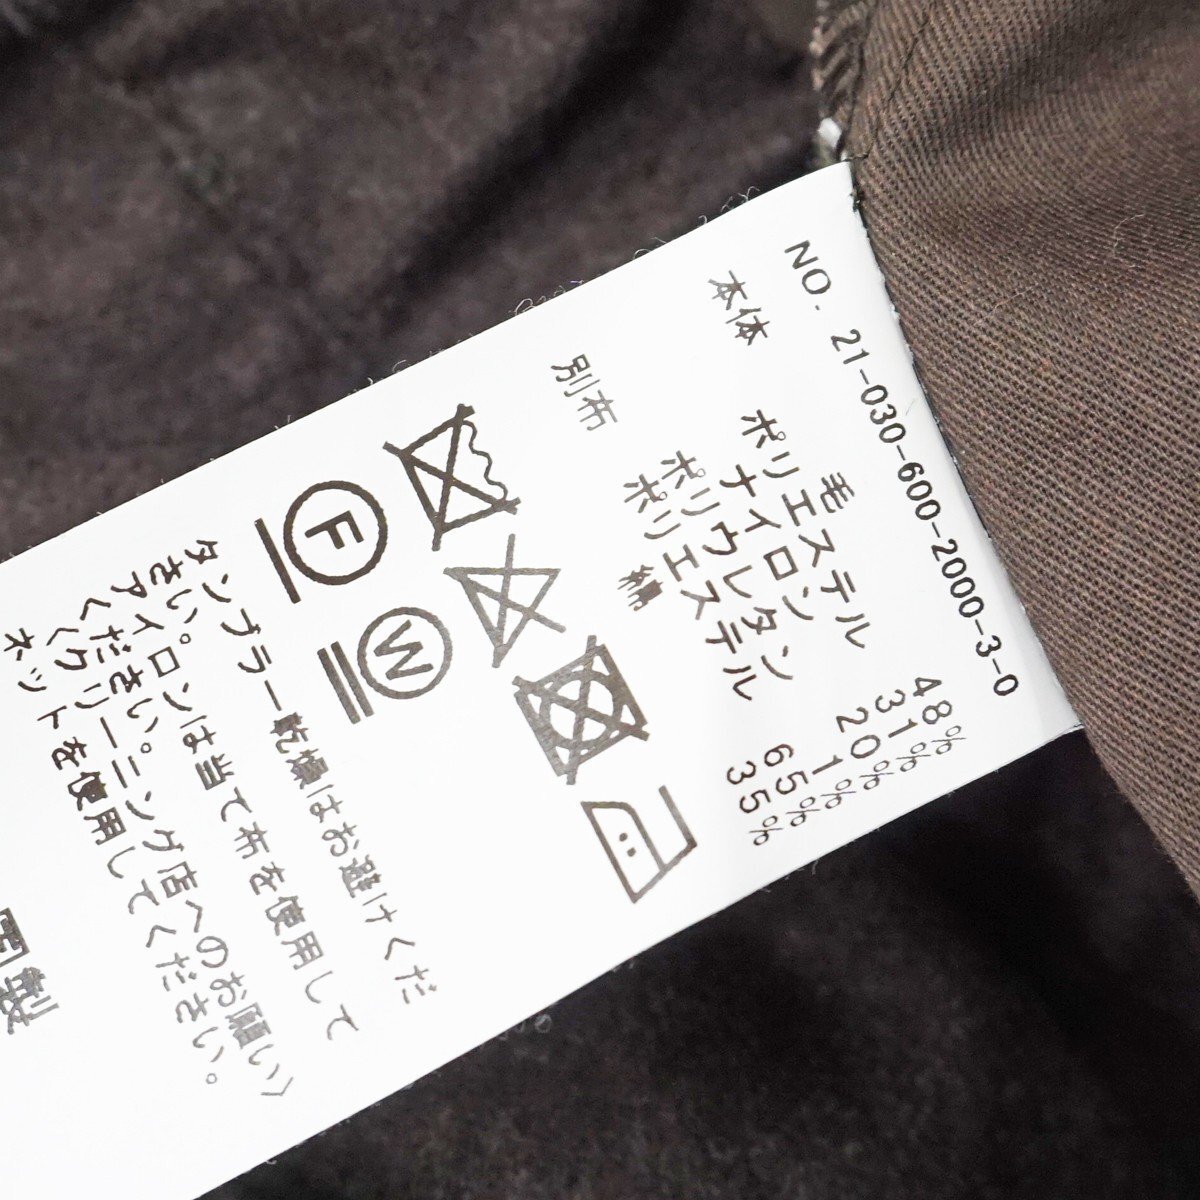 NO. 21-030-600-2000-3-0
本体 毛 48%
ポリエステル 31%
ナイロン 20%
ポリウレタン 1%
別布 綿 65%
ポリエステル 35%
F
W
タンブラー乾燥はお避けくだ
さい。
アイロンは当て布を使用して
ください。
くクリーニング店へのお願い〉
ネットを使用してください。
製